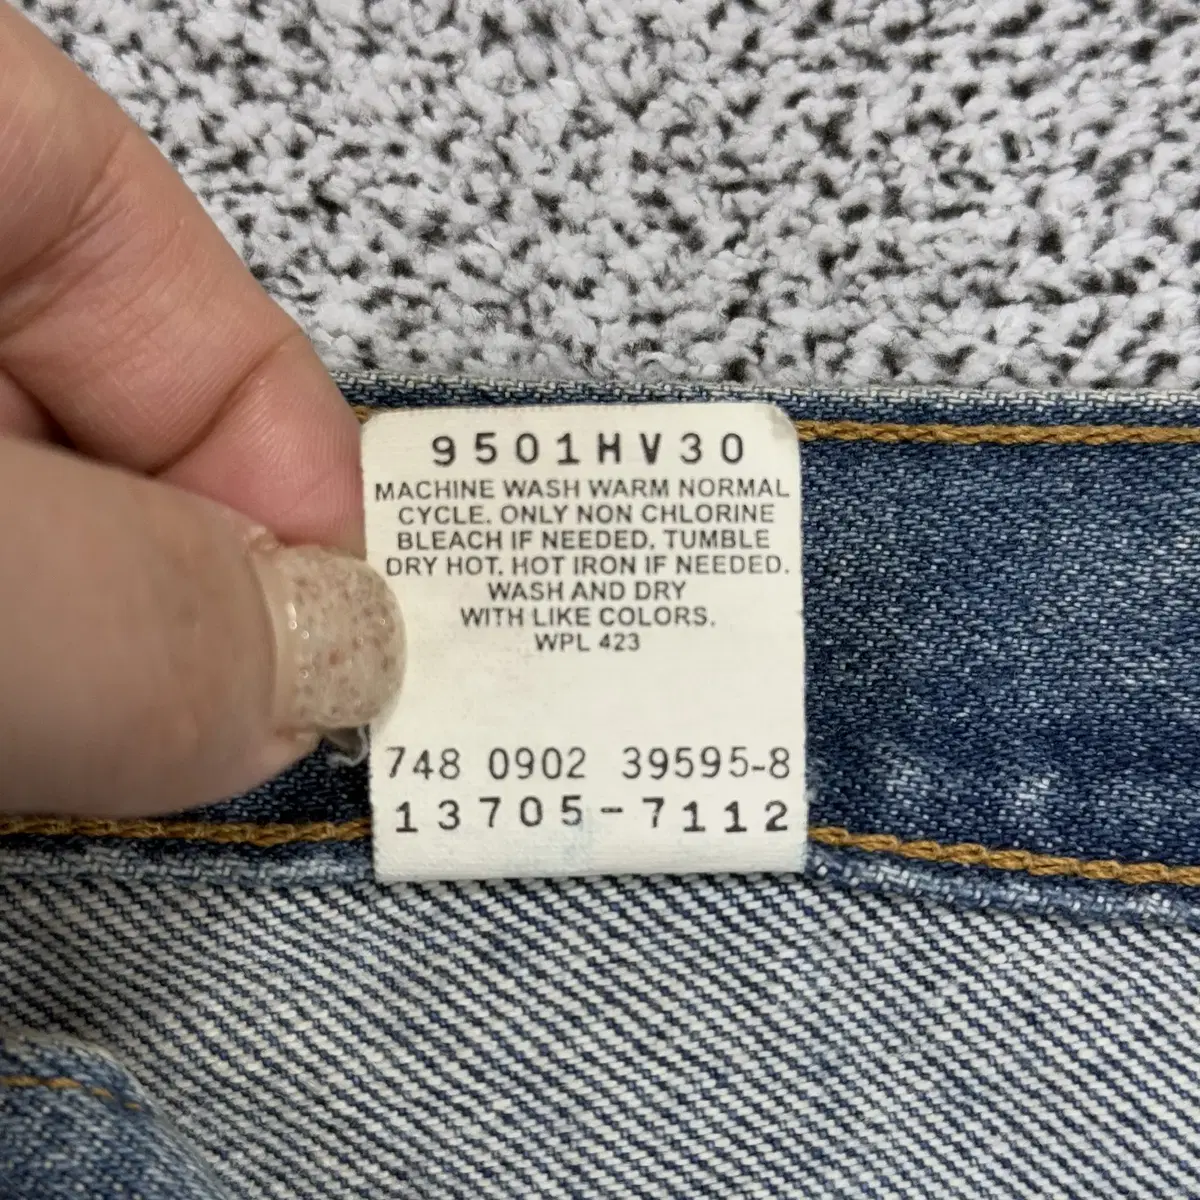 9501HV30
MACHINE WASH WARM NORMAL
CYCLE. ONLY NON CHLORINE
BLEACH IF NEEDED. TUMBLE
DRY HOT. HOT IRON IF NEEDED.
WASH AND DRY
WITH LIKE COLORS.
WPL 423
748 0902 39595-8
13705-7112